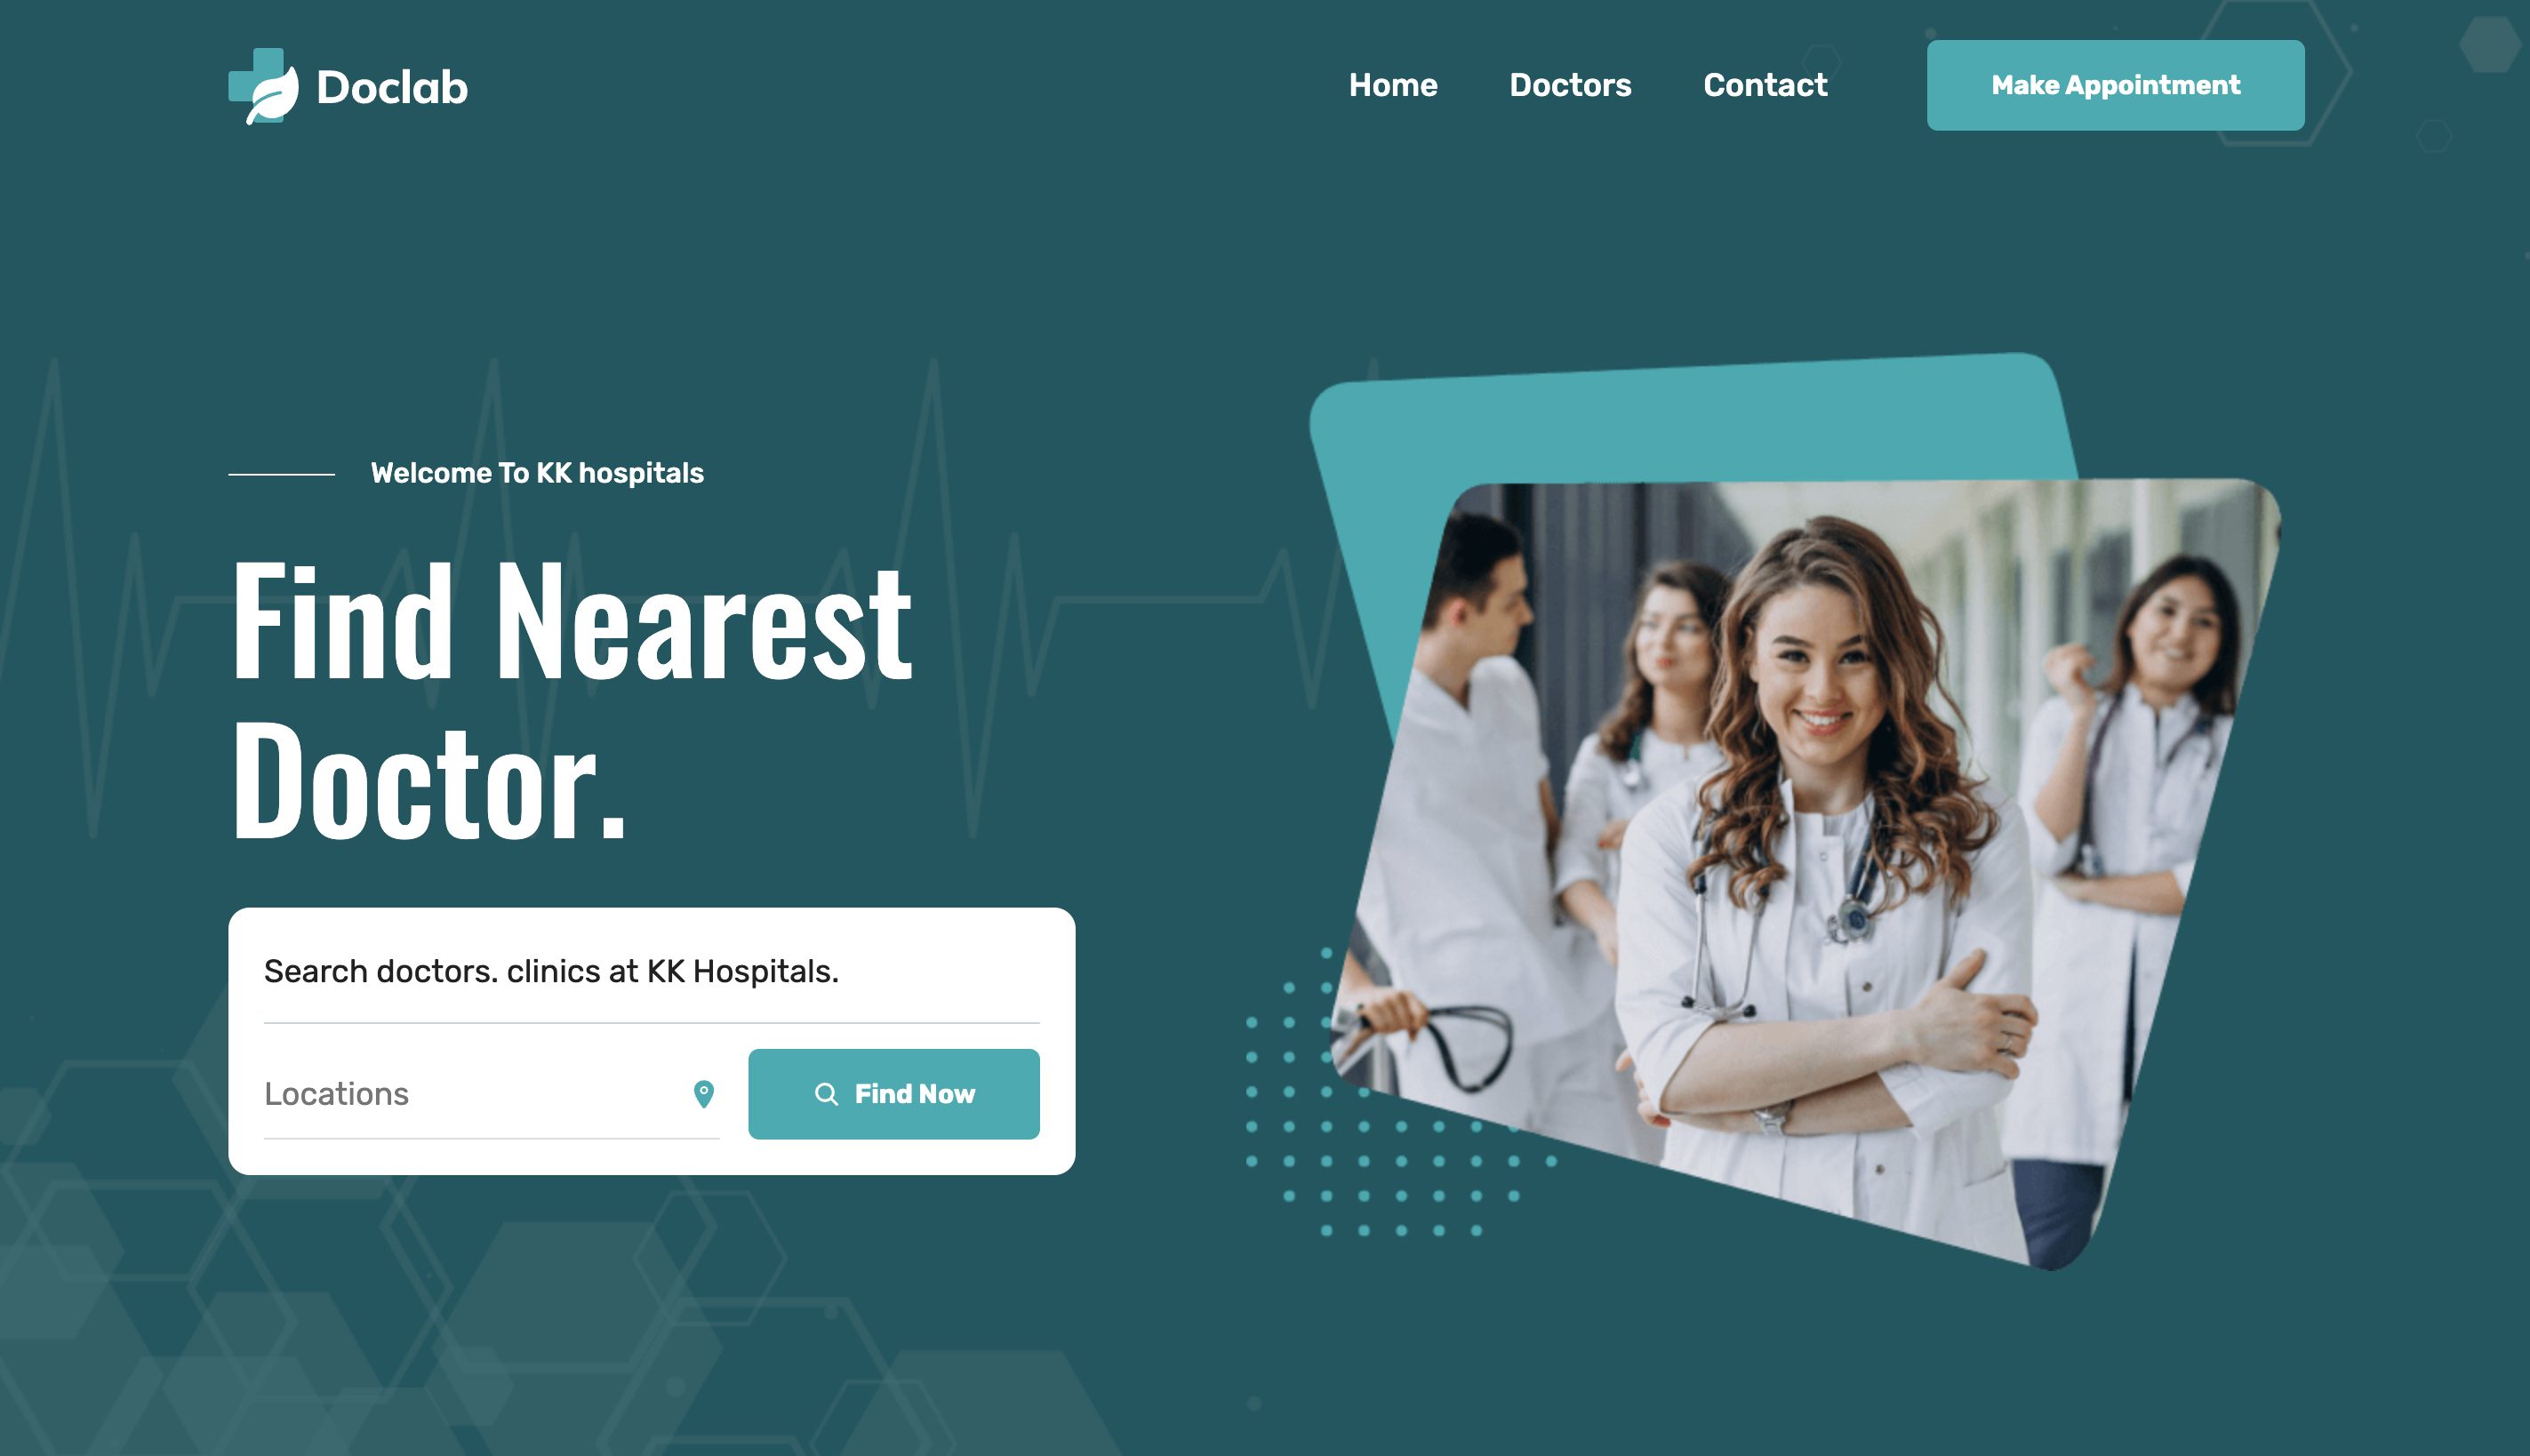 Doclab
Home
Doctors
Contact
Make Appointment
Welcome To KK hospitals
Find Nearest
Doctor.
Search doctors. clinics at KK Hospitals.
Locations
Find Now